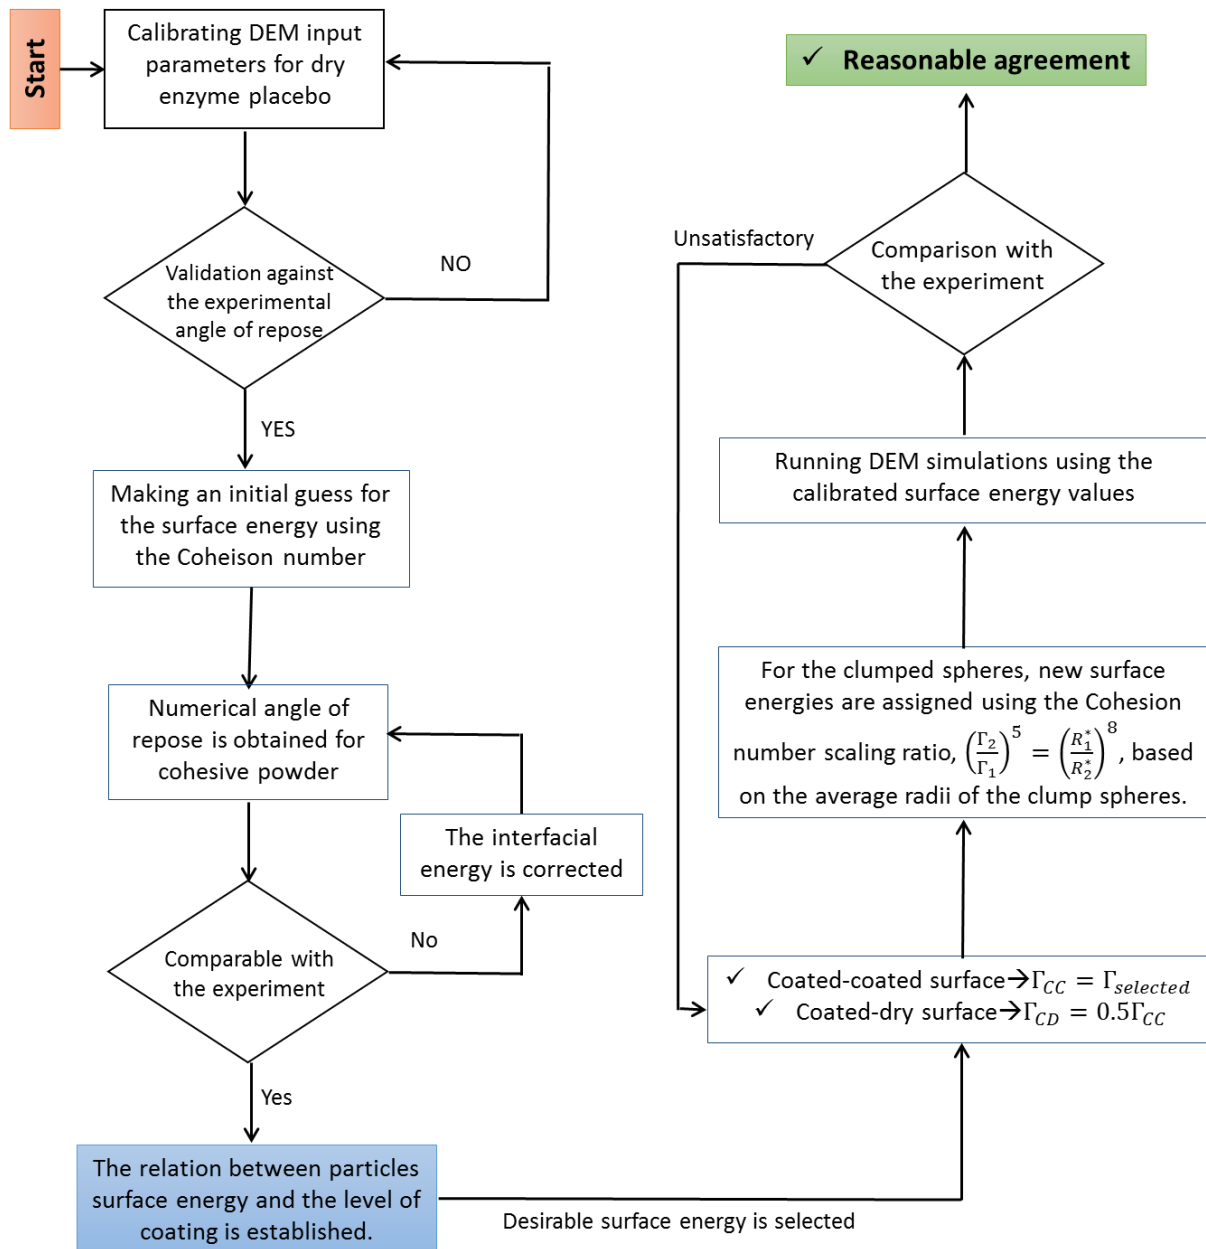 Start
Calibrating DEM input
parameters for dry
enzyme placebo
Validation against
the experimental
angle of repose
NO
YES
Making an initial guess for
the surface energy using
the Coheison number
Numerical angle of
repose is obtained for
cohesive powder
The interfacial
energy is corrected
Comparable with
the experiment
No
Yes
The relation between particles
surface energy and the level of
coating is established.
Desirable surface energy is selected
✓ Coated-coated surface→Γ_CC = Γ_selected
✓ Coated-dry surface→Γ_CD = 0.5Γ_CC
For the clumped spheres, new surface
energies are assigned using the Cohesion
number scaling ratio, (Γ₂/Γ₁)⁵ = (R₁*/R₂*)⁸, based
on the average radii of the clump spheres.
Running DEM simulations using the
calibrated surface energy values
Comparison with
the experiment
Unsatisfactory
✓ Reasonable agreement